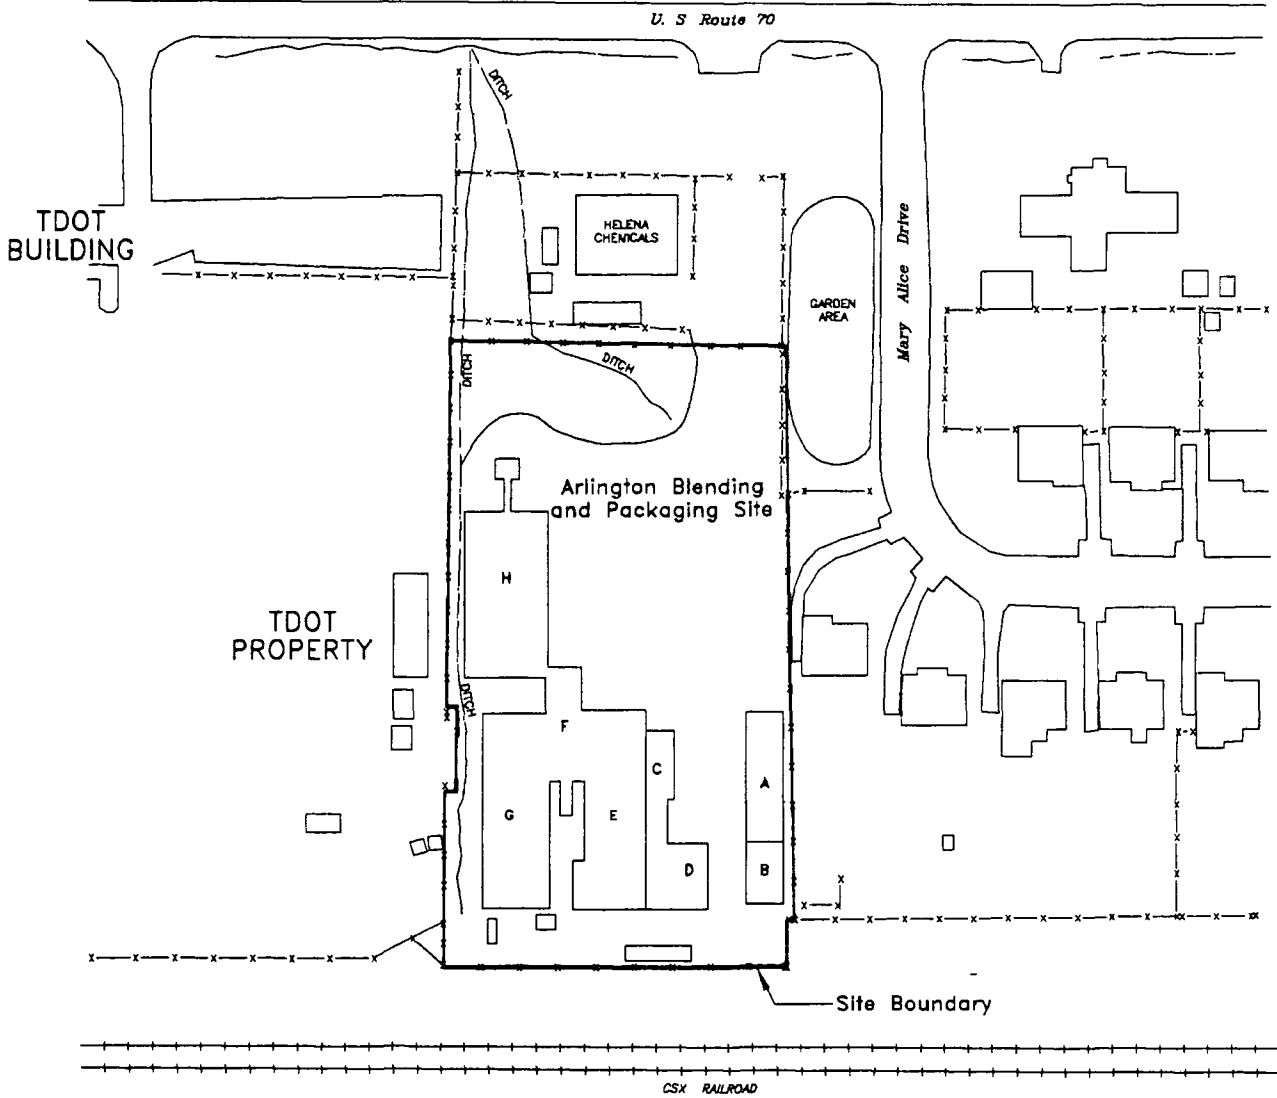 U. S Route 70
DITCH
TDOT
BUILDING
HELENA
CHEMICALS
Mary Alice Drive
GARDEN
AREA
DITCH
DITCH
Arlington Blending
and Packaging Site
H
TDOT
PROPERTY
DITCH
F
C
A
G
E
D
B
Site Boundary
CSX RAILROAD